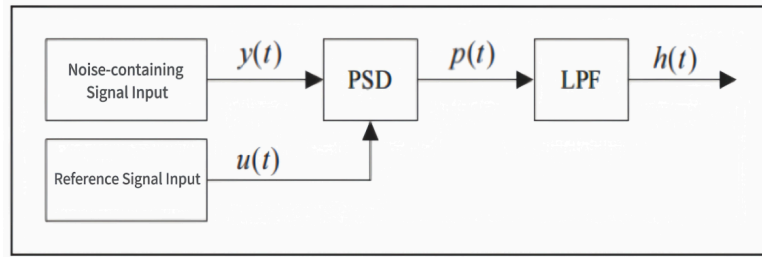 Noise-containing
Signal Input
y(t)
PSD
p(t)
LPF
h(t)
Reference Signal Input
u(t)